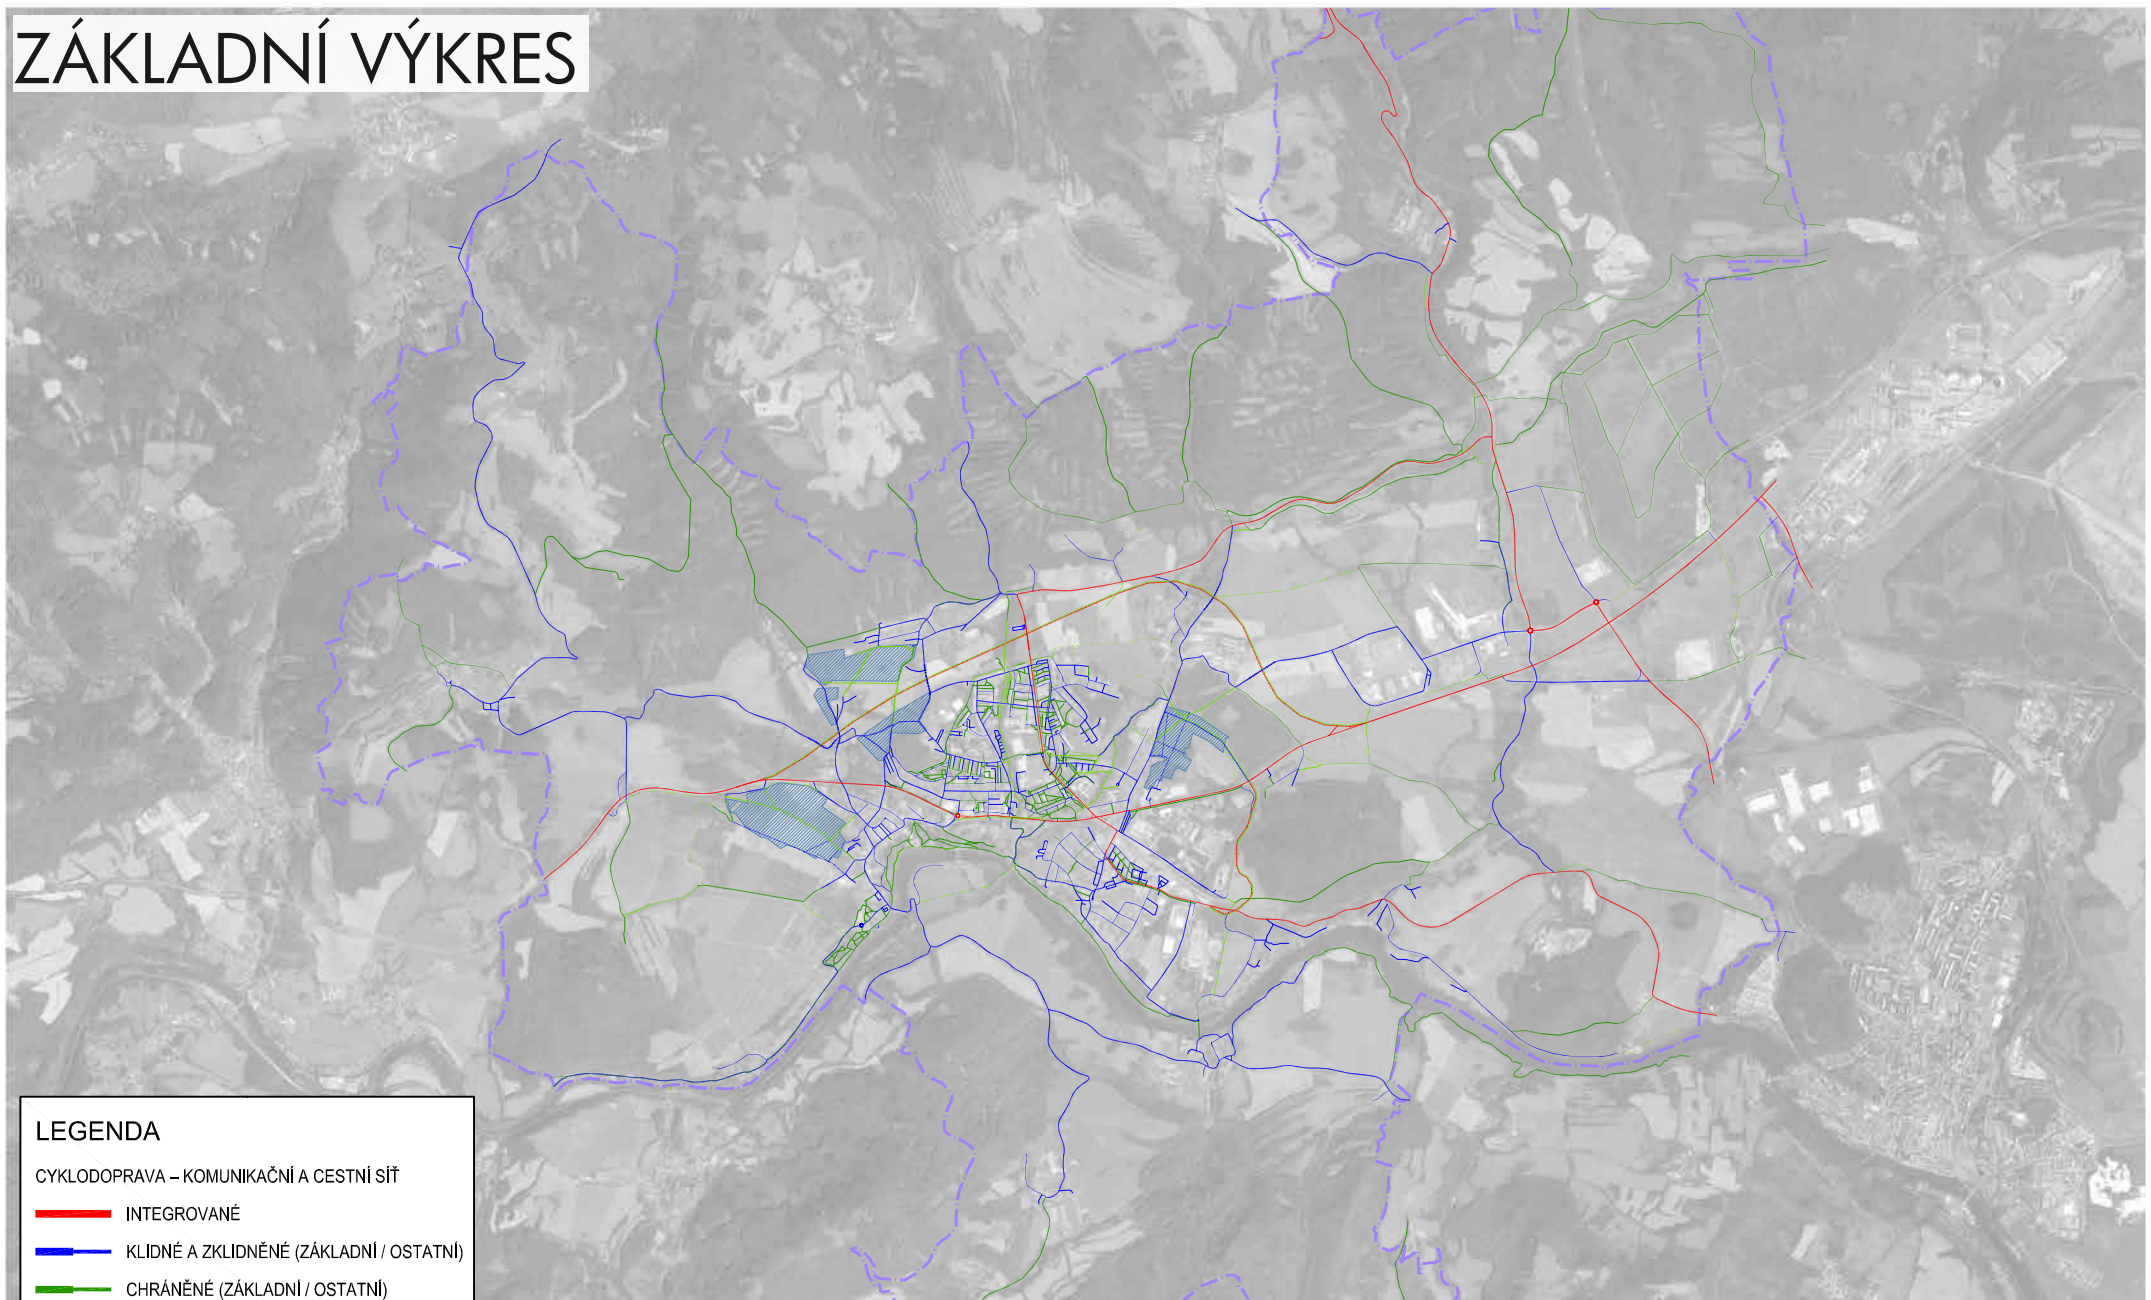 ZÁKLADNÍ VÝKRES
LEGENDA
CYKLODOPRAVA – KOMUNIKAČNÍ A CESTNÍ SÍŤ
INTEGROVANÉ
KLIDNÉ A ZKLIDNĚNÉ (ZÁKLADNÍ / OSTATNÍ)
CHRÁNĚNÉ (ZÁKLADNÍ / OSTATNÍ)